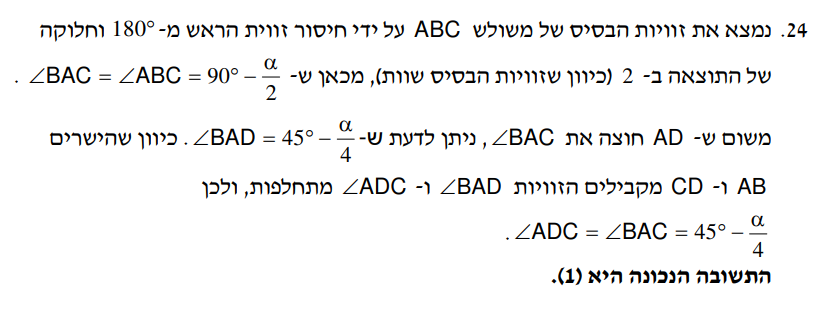 24. נמצא את זוויות הבסיס של משולש ABC על ידי חיסור זווית הראש מ- 180° וחלוקה
של התוצאה ב- 2 (כיוון שזוויות הבסיס שוות), מכאן ש- ∠BAC = ∠ABC = 90° – α/2 .
משום ש- AD חוצה את ∠BAC, ניתן לדעת ש- ∠BAD = 45° – α/4 . כיוון שהישרים
AB ו- CD מקבילים הזוויות ∠BAD ו- ∠ADC מתחלפות, ולכן
∠ADC = ∠BAC = 45° – α/4 .
התשובה הנכונה היא (1).